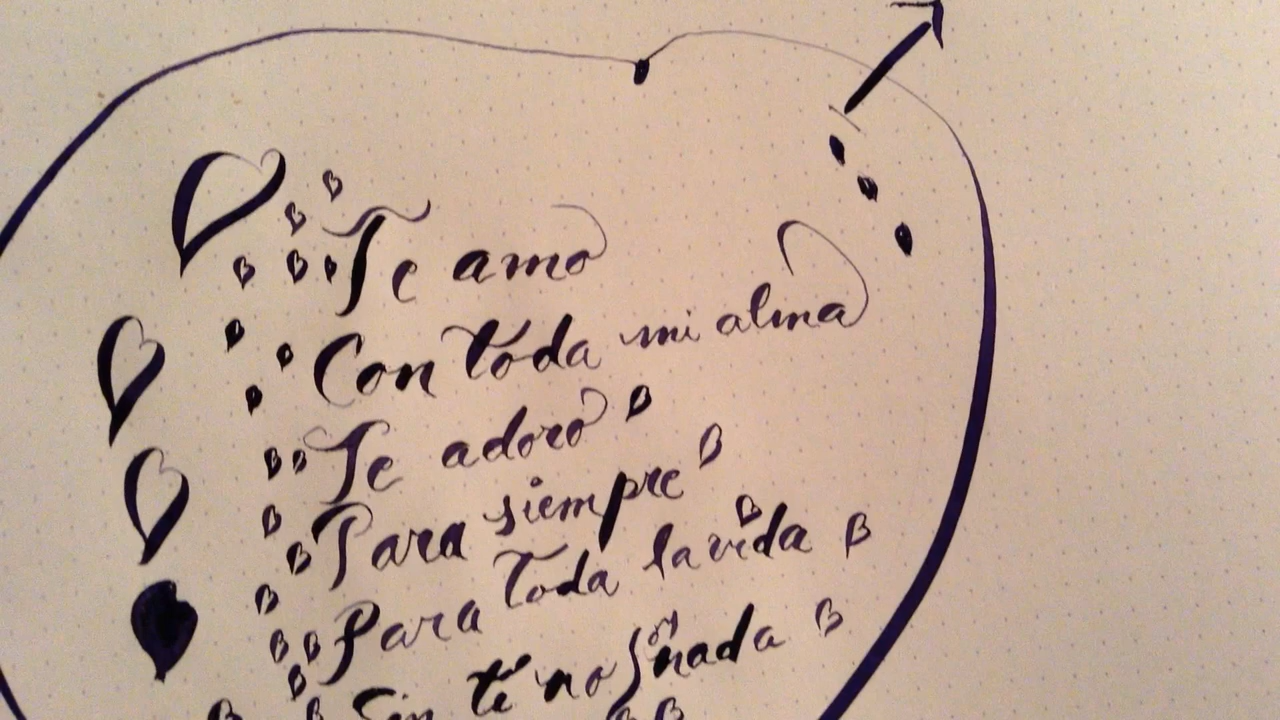 Te amo
Con toda mi alma
Te adoro
Para siempre
Para toda la vida
Sin ti no soy nada